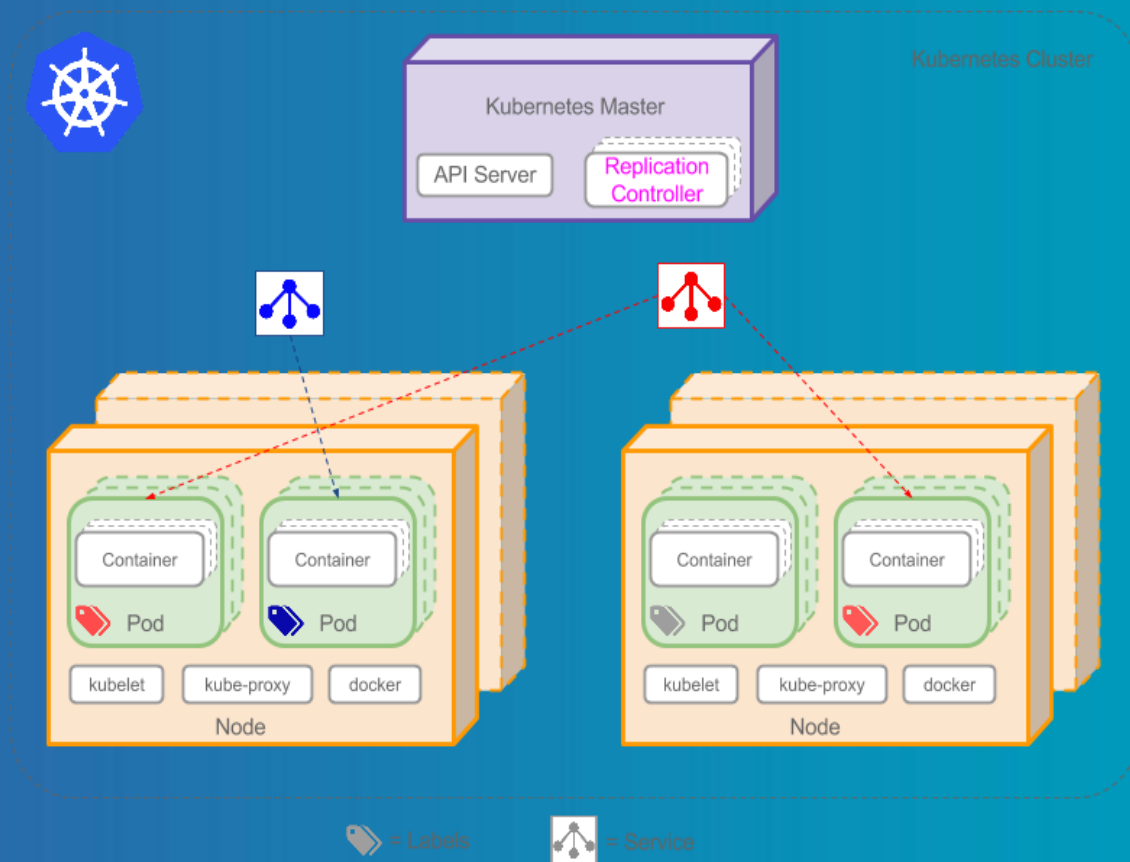 Kubernetes Cluster
Kubernetes Master
API Server
Replication
Controller
Container
Container
Pod
Pod
kubelet
kube-proxy
docker
Node
Container
Container
Pod
Pod
kubelet
kube-proxy
docker
Node
= Labels
= Service